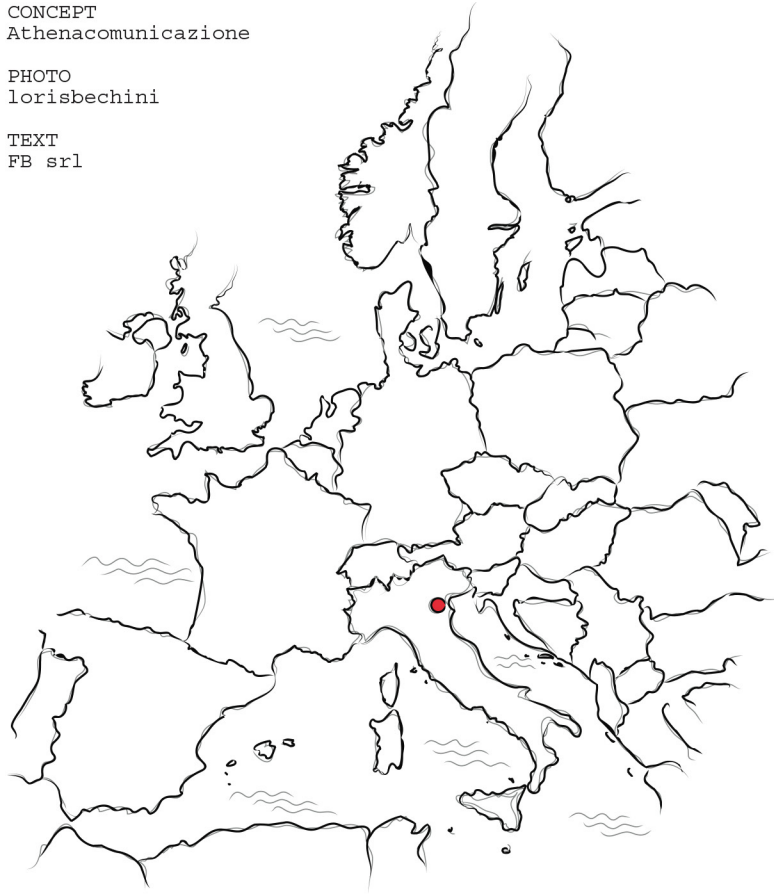 CONCEPT
Athenacomunicazione
PHOTO
lorisbechini
TEXT
FB srl